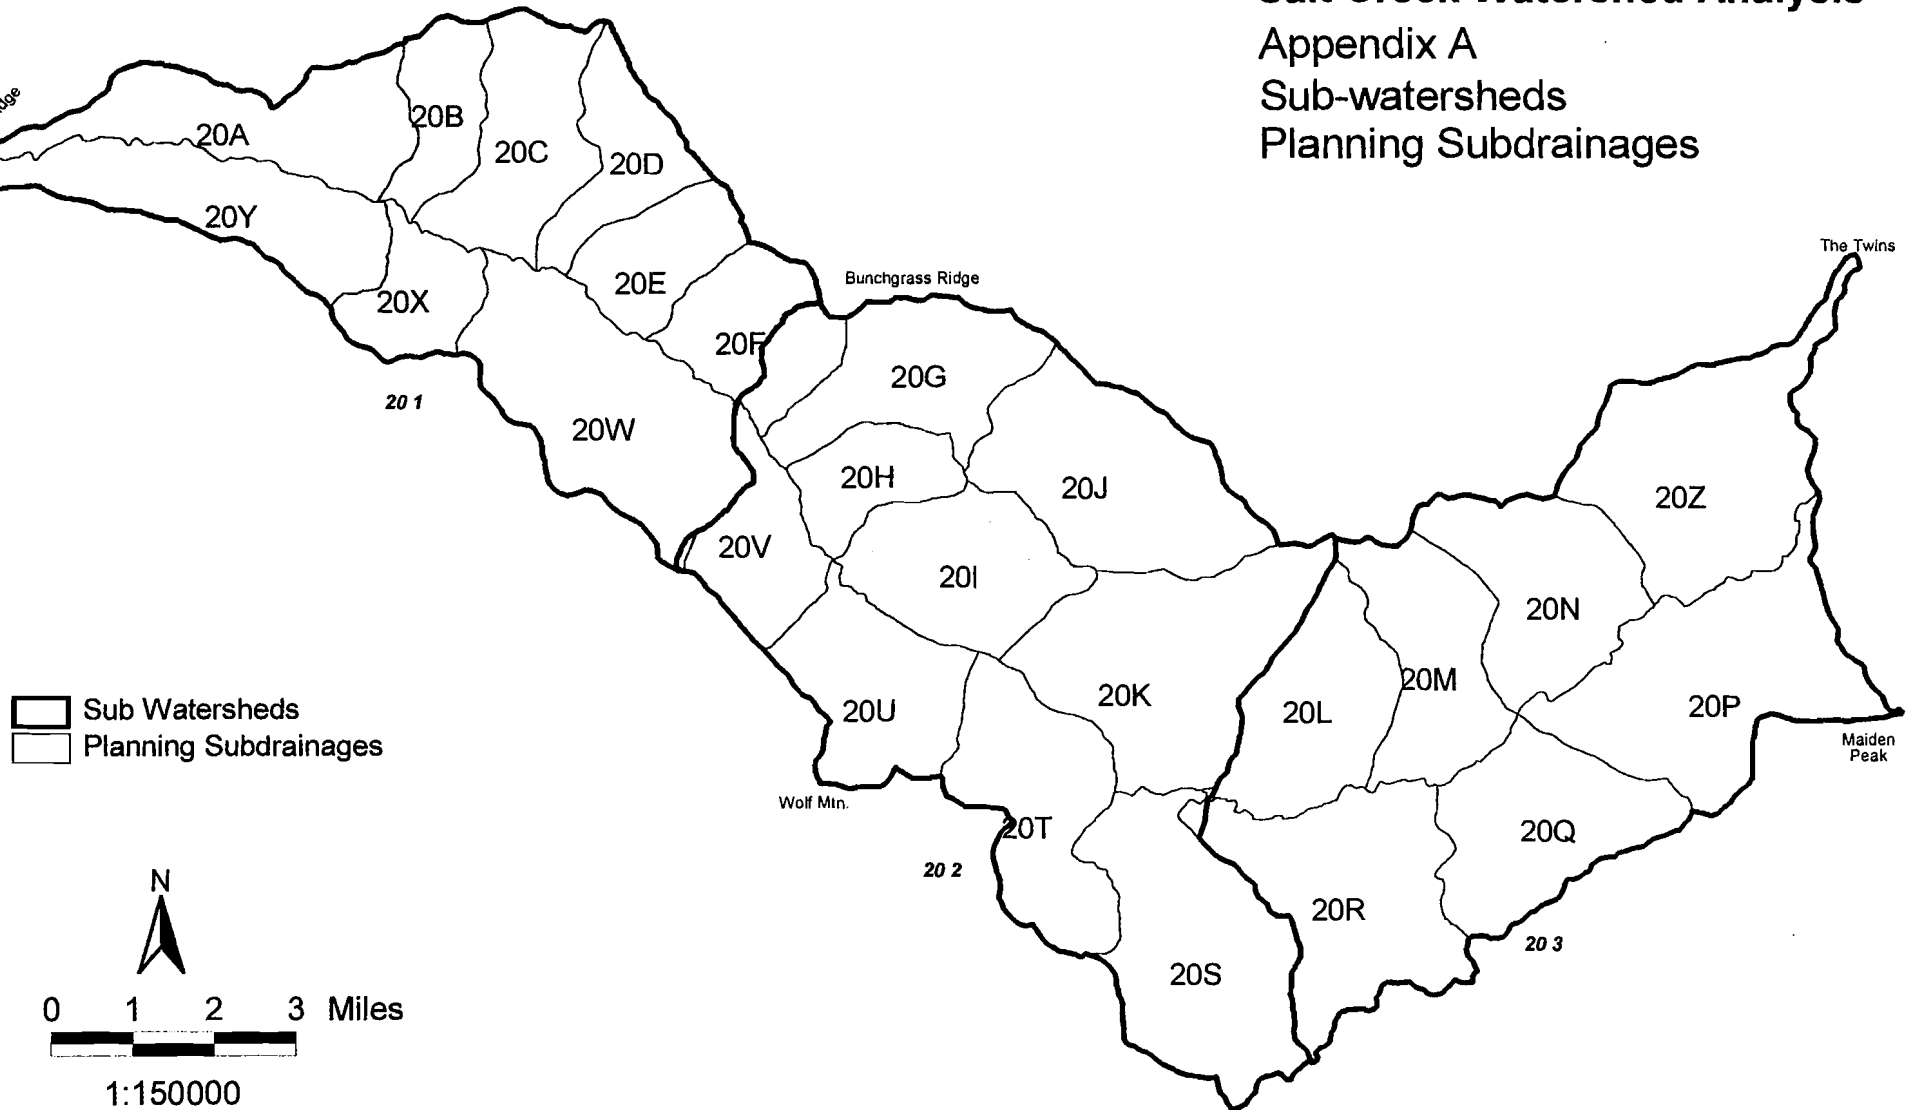 Appendix A
Sub-watersheds
Planning Subdrainages
The Twins
20A
20B
20C
20D
20Y
20E
20X
Bunchgrass Ridge
20F
20G
20 1
20W
20H
20J
20Z
20V
20I
20N
20M
20K
20L
20P
20U
Maiden
Peak
Wolf Mtn.
20T
20Q
20 2
20R
20 3
20S
Sub Watersheds
Planning Subdrainages
N
0 1 2 3 Miles
1:150000